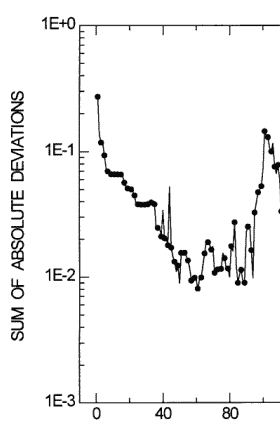 1E+0
1E-1
1E-2
1E-3
SUM OF ABSOLUTE DEVIATIONS
0 40 80